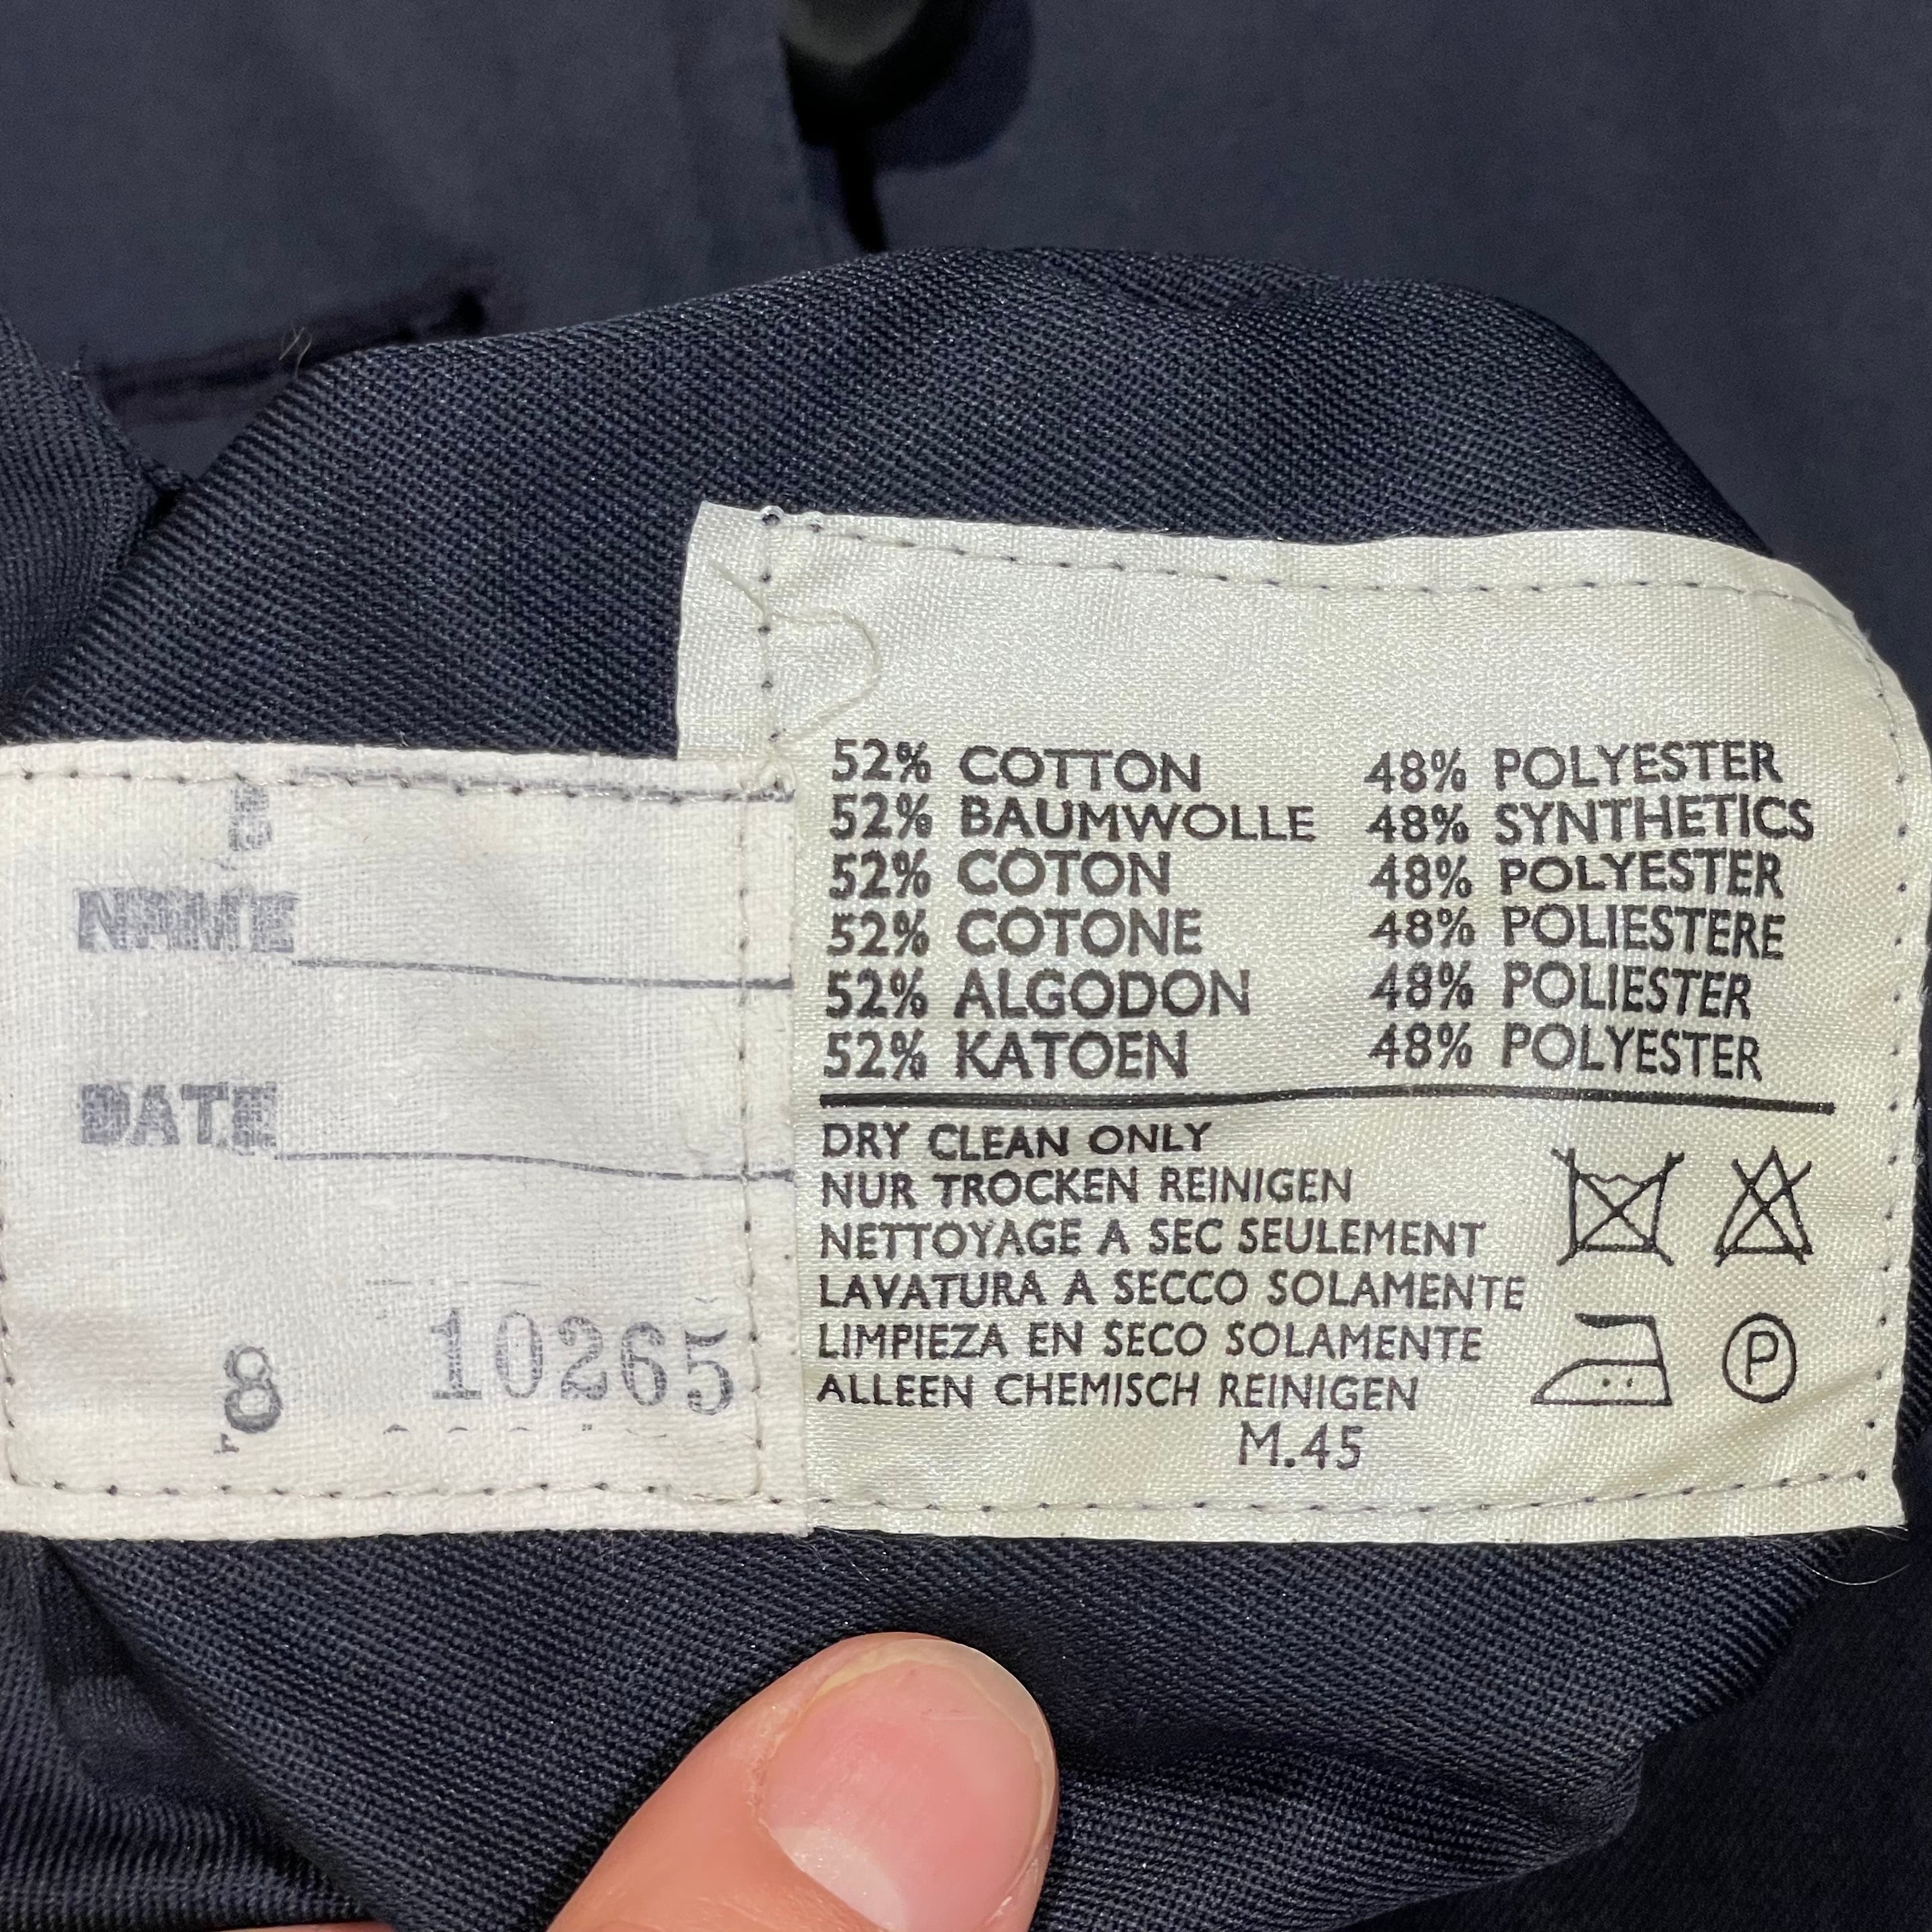 B
NAME
DATE
8 10265
52% COTTON 48% POLYESTER
52% BAUMWOLLE 48% SYNTHETICS
52% COTON 48% POLYESTER
52% COTONE 48% POLIESTERE
52% ALGODON 48% POLIESTER
52% KATOEN 48% POLYESTER
DRY CLEAN ONLY
NUR TROCKEN REINIGEN
NETTOYAGE A SEC SEULEMENT
LAVATURA A SECCO SOLAMENTE
LIMPIEZA EN SECO SOLAMENTE
ALLEEN CHEMISCH REINIGEN
P
M.45